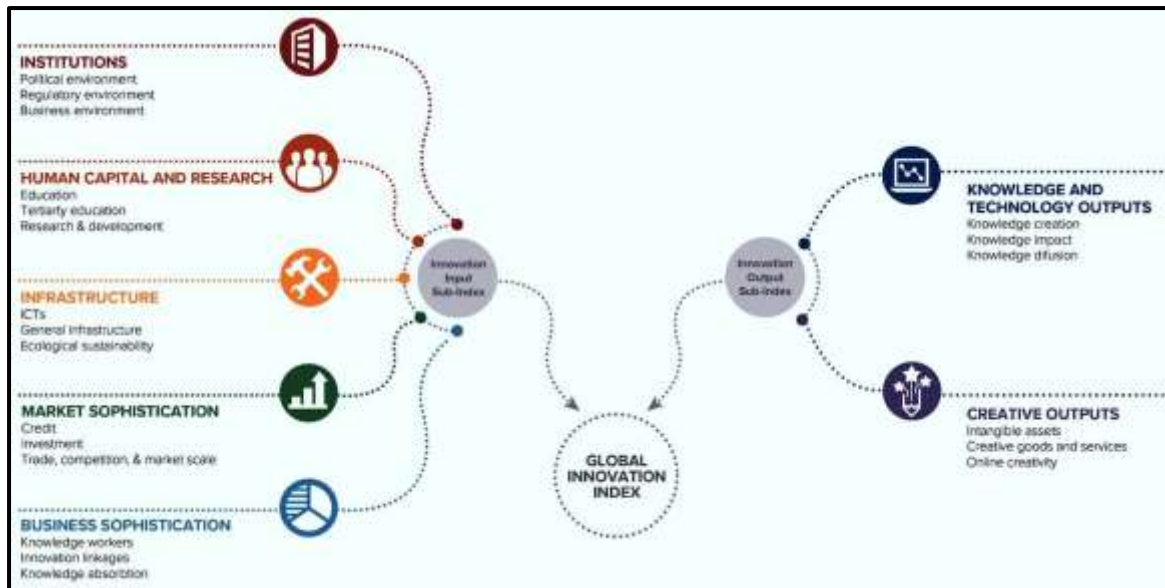 INSTITUTIONS
Political environment
Regulatory environment
Business environment
HUMAN CAPITAL AND RESEARCH
Education
Tertiarty education
Research & development
INFRASTRUCTURE
ICTs
General infrastructure
Ecological sustainability
MARKET SOPHISTICATION
Credit
Investment
Trade, competition, & market scale
BUSINESS SOPHISTICATION
Knowledge workers
Innovation linkages
Knowledge absorbtion
Innovation
Input
Sub-Index
Innovation
Output
Sub-Index
GLOBAL
INNOVATION
INDEX
KNOWLEDGE AND
TECHNOLOGY OUTPUTS
Knowledge creation
Knowledge impact
Knowledge difusion
CREATIVE OUTPUTS
Intangible assets
Creative goods and services
Online creativity